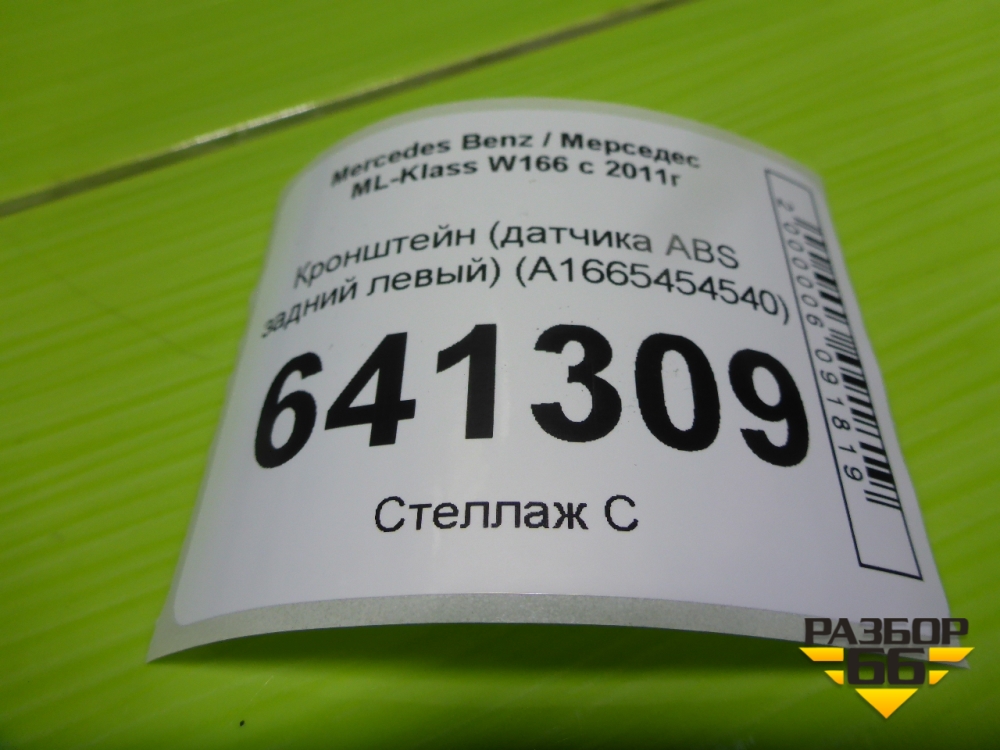 Mercedes Benz / Мерседес
ML-Klass W166 с 2011г
Кронштейн (датчика ABS
задний левый) (A1665454540)
641309
Стеллаж С
2000006091819
РАЗБОР
66